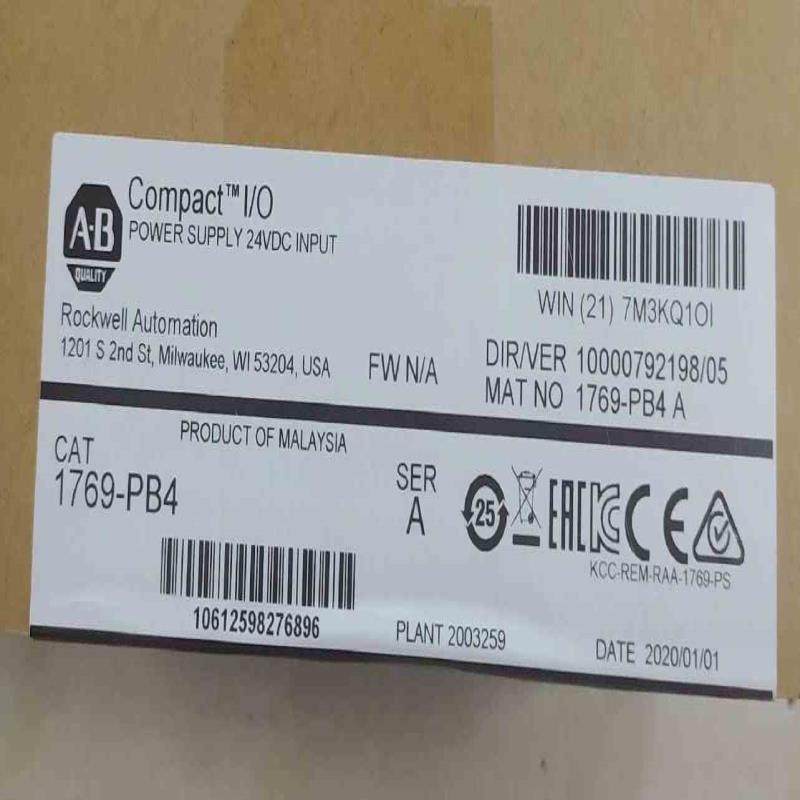 A-B
QUALITY
Compact™ I/O
POWER SUPPLY 24VDC INPUT
Rockwell Automation
1201 S 2nd St, Milwaukee, WI 53204, USA
FW N/A
WIN (21) 7M3KQ1OI
DIR/VER 10000792198/05
MAT NO 1769-PB4 A
PRODUCT OF MALAYSIA
CAT
1769-PB4
SER
A
25
EAC
KC
CE
KCC-REM-RAA-1769-PS
10612598276896
PLANT 2003259
DATE 2020/01/01